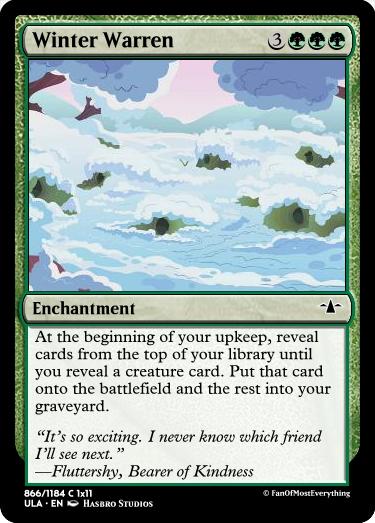 Winter Warren 3
Enchantment
At the beginning of your upkeep, reveal
cards from the top of your library until
you reveal a creature card. Put that card
onto the battlefield and the rest into your
graveyard.
“It’s so exciting. I never know which friend
I’ll see next.”
—Fluttershy, Bearer of Kindness
866/1184 C 1x11
ULA • EN Hasbro Studios
© FanOfMostEverything